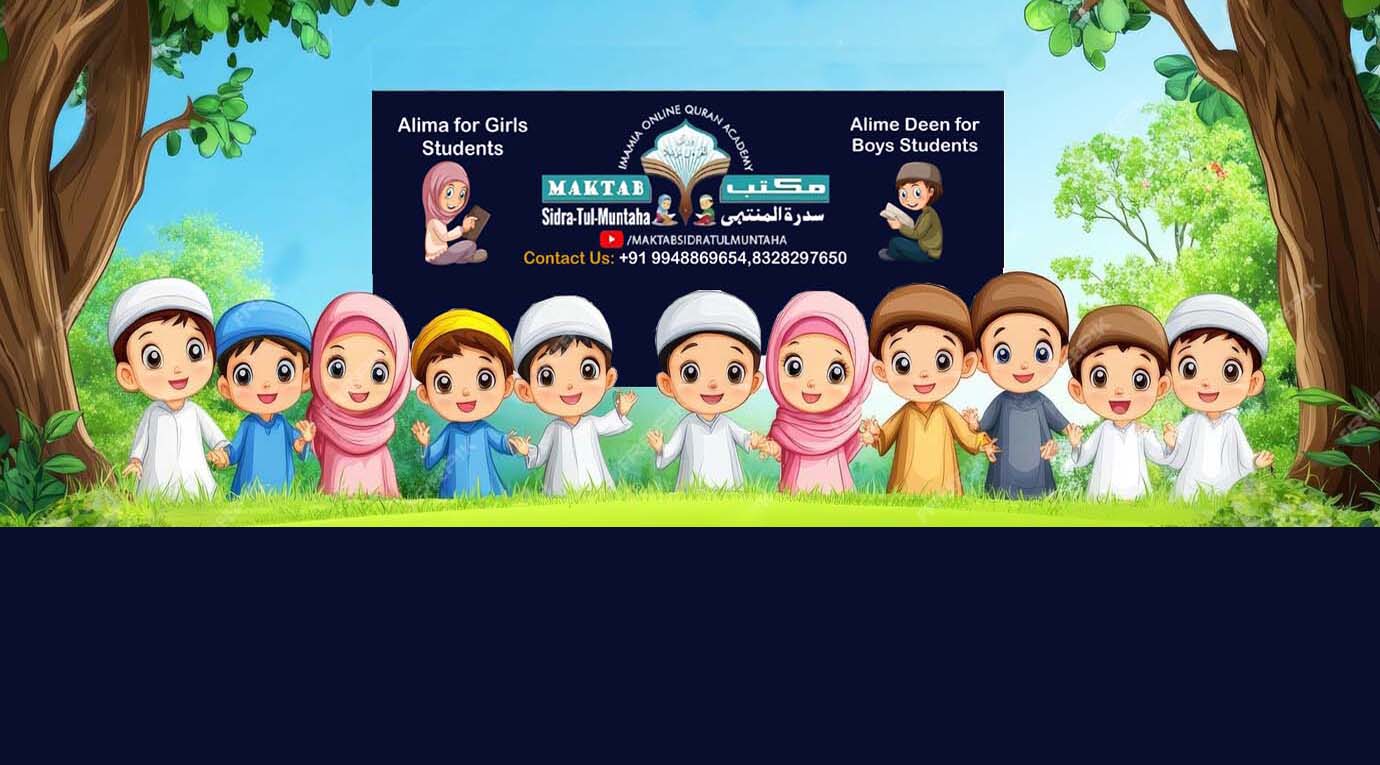 Alima for Girls
Students
IMAMIA ONLINE QURAN ACADEMY
MAKTAB
مكتب
Sidra-Tul-Muntaha
سدرة المنتهى
/MAKTABSIDRATULMUNTAHA
Contact Us: +91 9948869654,8328297650
Alime Deen for
Boys Students